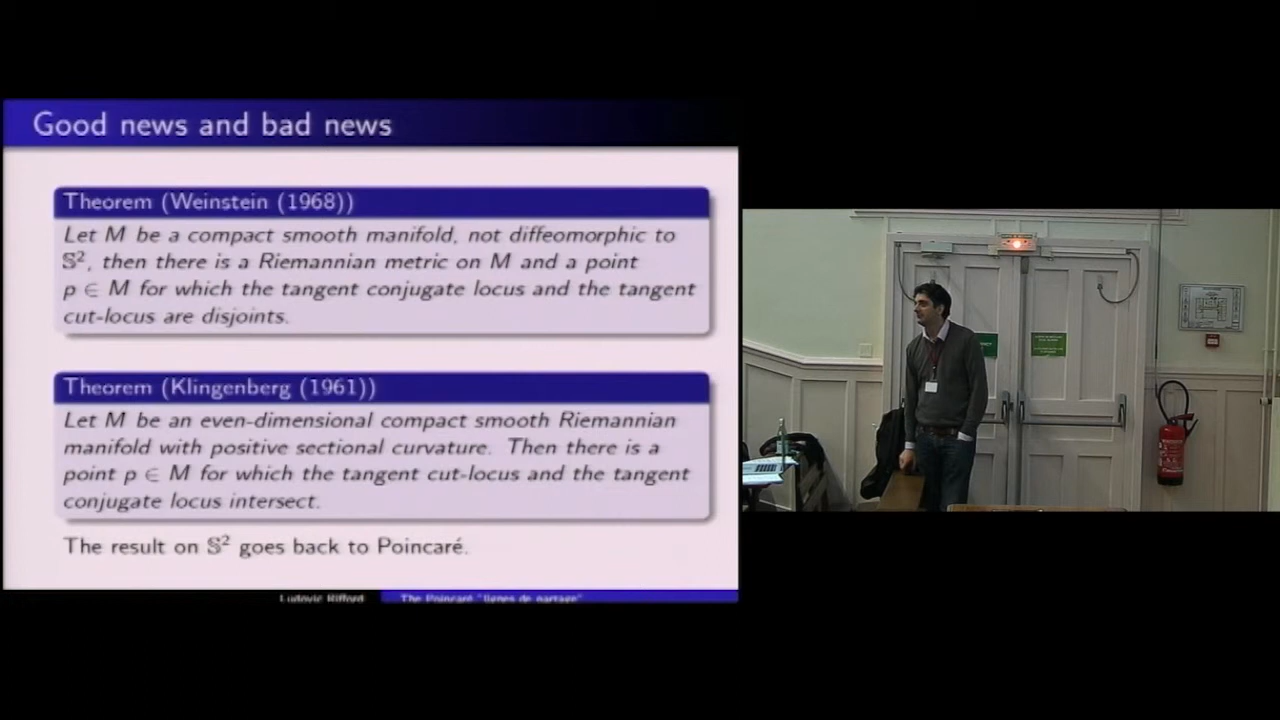 Good news and bad news
Theorem (Weinstein (1968))
Let M be a compact smooth manifold, not diffeomorphic to
𝕊², then there is a Riemannian metric on M and a point
p ∈ M for which the tangent conjugate locus and the tangent
cut-locus are disjoints.
Theorem (Klingenberg (1961))
Let M be an even-dimensional compact smooth Riemannian
manifold with positive sectional curvature. Then there is a
point p ∈ M for which the tangent cut-locus and the tangent
conjugate locus intersect.
The result on 𝕊² goes back to Poincaré.
Ludovic Rifford
The Poincaré "lignes de partage"